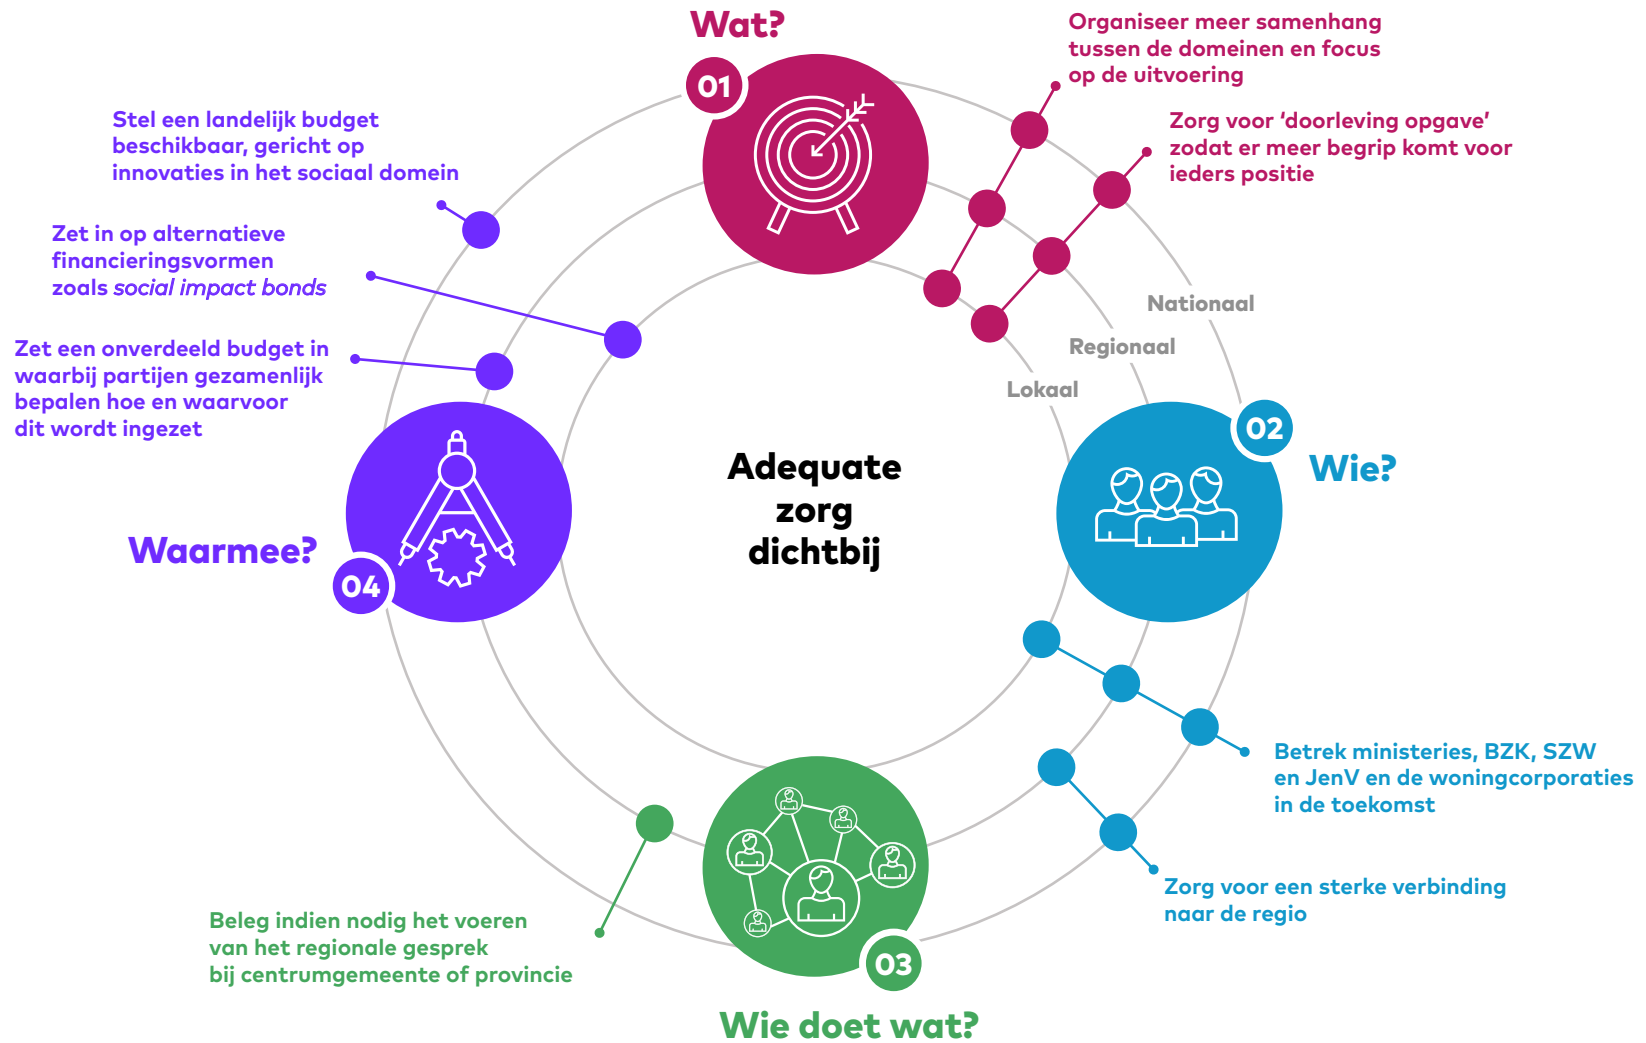 Wat?
01
Organiseer meer samenhang
tussen de domeinen en focus
op de uitvoering
Zorg voor ‘doorleving opgave’
zodat er meer begrip komt voor
ieders positie
Stel een landelijk budget
beschikbaar, gericht op
innovaties in het sociaal domein
Zet in op alternatieve
financieringsvormen
zoals social impact bonds
Zet een onverdeeld budget in
waarbij partijen gezamenlijk
bepalen hoe en waarvoor
dit wordt ingezet
Nationaal
Regionaal
Lokaal
02
Wie?
Adequate
zorg
dichtbij
Waarmee?
04
Betrek ministeries, BZK, SZW
en JenV en de woningcorporaties
in de toekomst
Zorg voor een sterke verbinding
naar de regio
Beleg indien nodig het voeren
van het regionale gesprek
bij centrumgemeente of provincie
03
Wie doet wat?